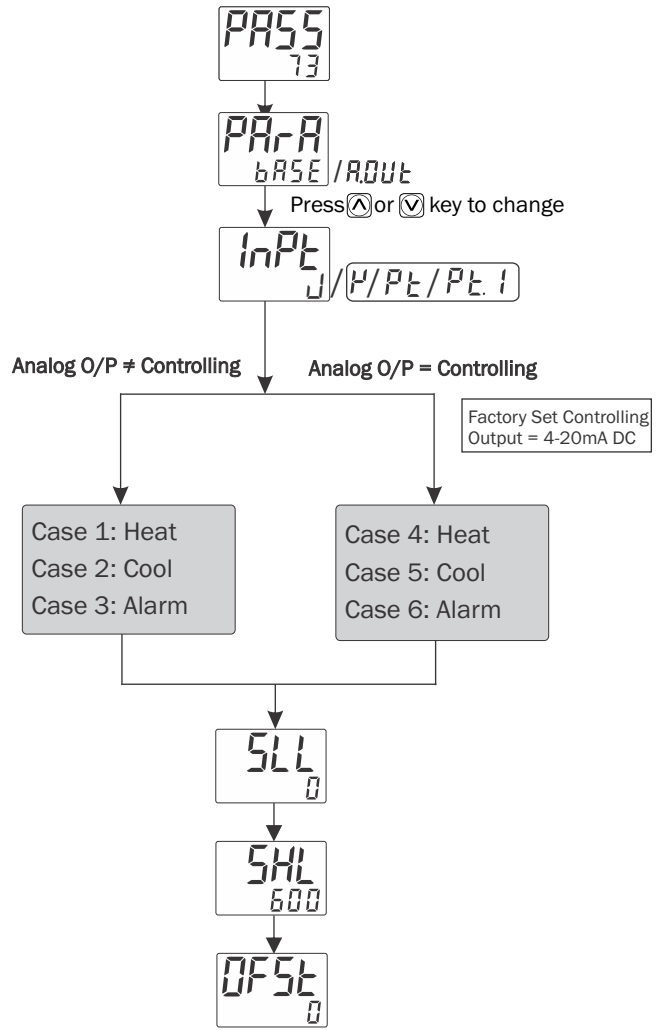 PASS
73
PArA
bASE / A.OUt
Press or key to change
InPt
J / K / Pt / Pt. 1
Analog O/P ≠ Controlling
Analog O/P = Controlling
Factory Set Controlling
Output = 4-20mA DC
Case 1: Heat
Case 2: Cool
Case 3: Alarm
Case 4: Heat
Case 5: Cool
Case 6: Alarm
SLL
0
SHL
600
OFSt
0